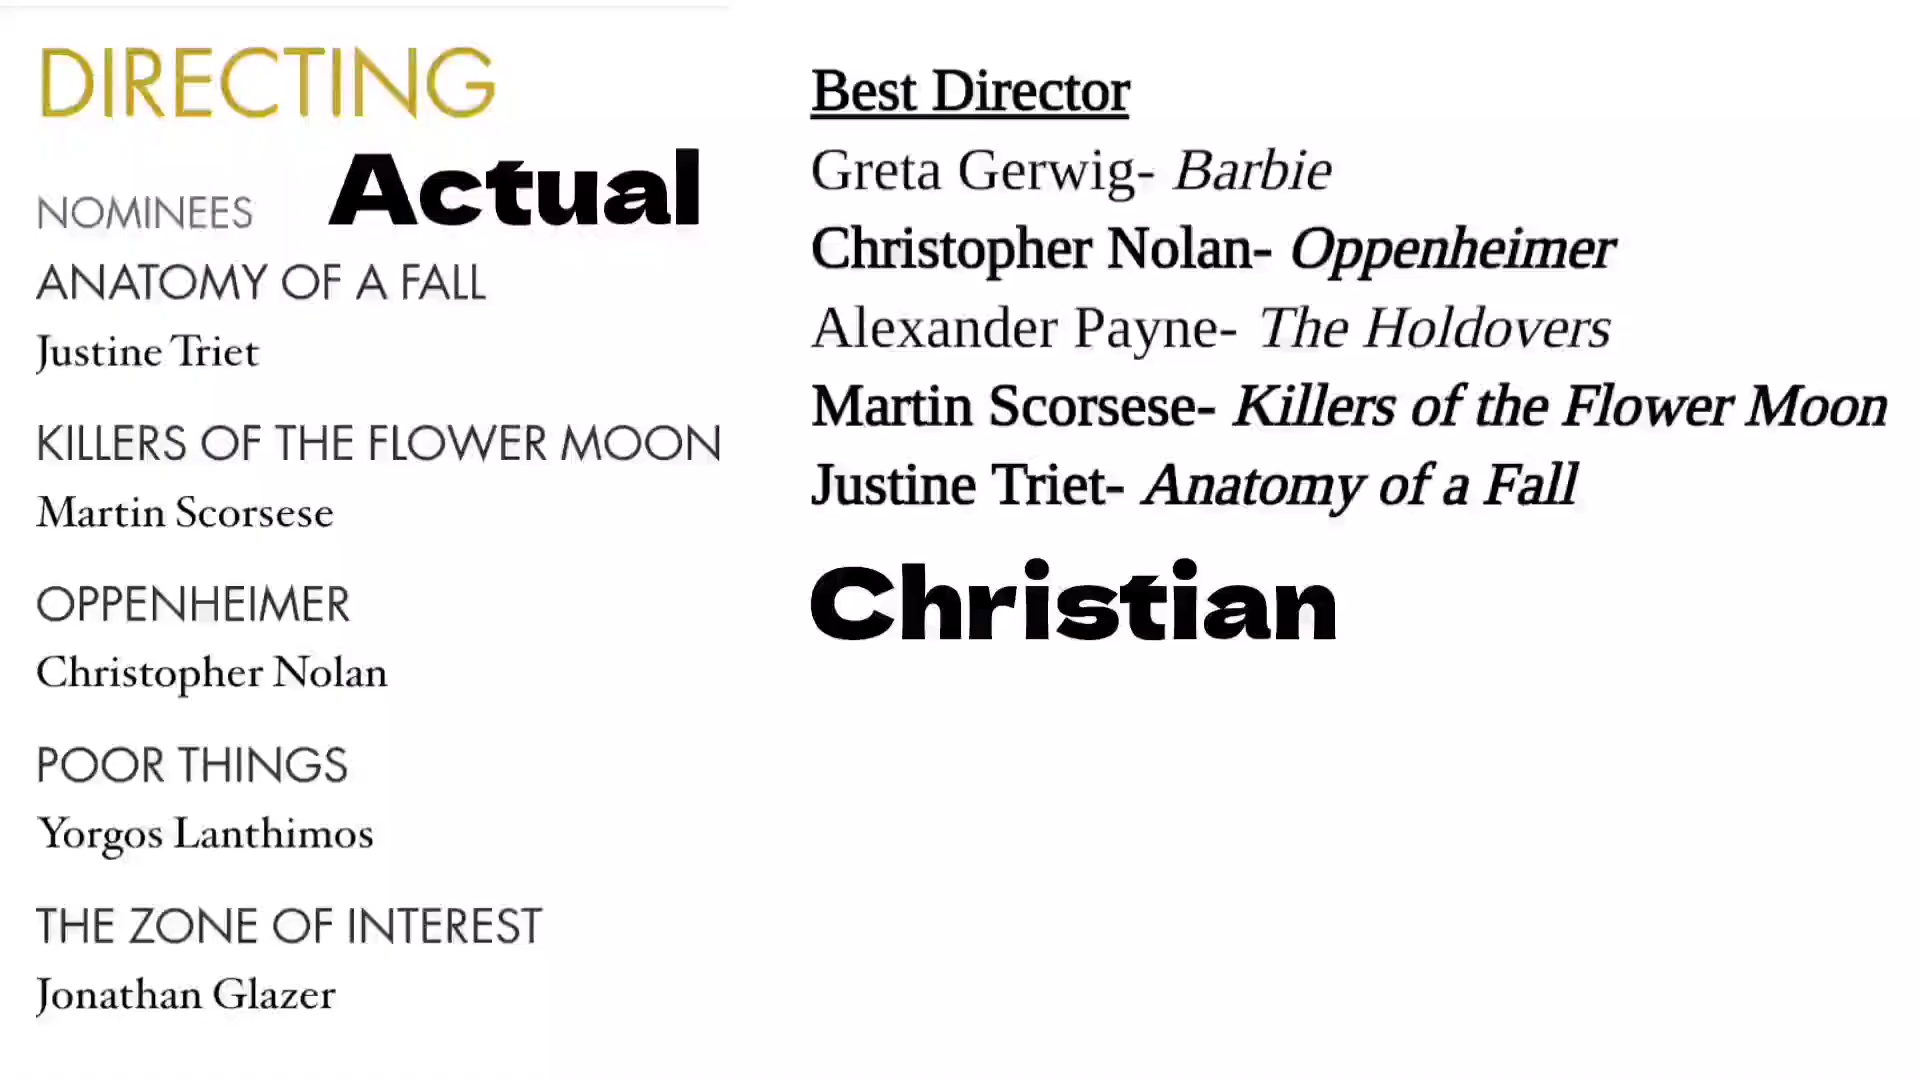 DIRECTING
Actual
NOMINEES
ANATOMY OF A FALL
Justine Triet
KILLERS OF THE FLOWER MOON
Martin Scorsese
OPPENHEIMER
Christopher Nolan
POOR THINGS
Yorgos Lanthimos
THE ZONE OF INTEREST
Jonathan Glazer
Best Director
Greta Gerwig- Barbie
Christopher Nolan- Oppenheimer
Alexander Payne- The Holdovers
Martin Scorsese- Killers of the Flower Moon
Justine Triet- Anatomy of a Fall
Christian